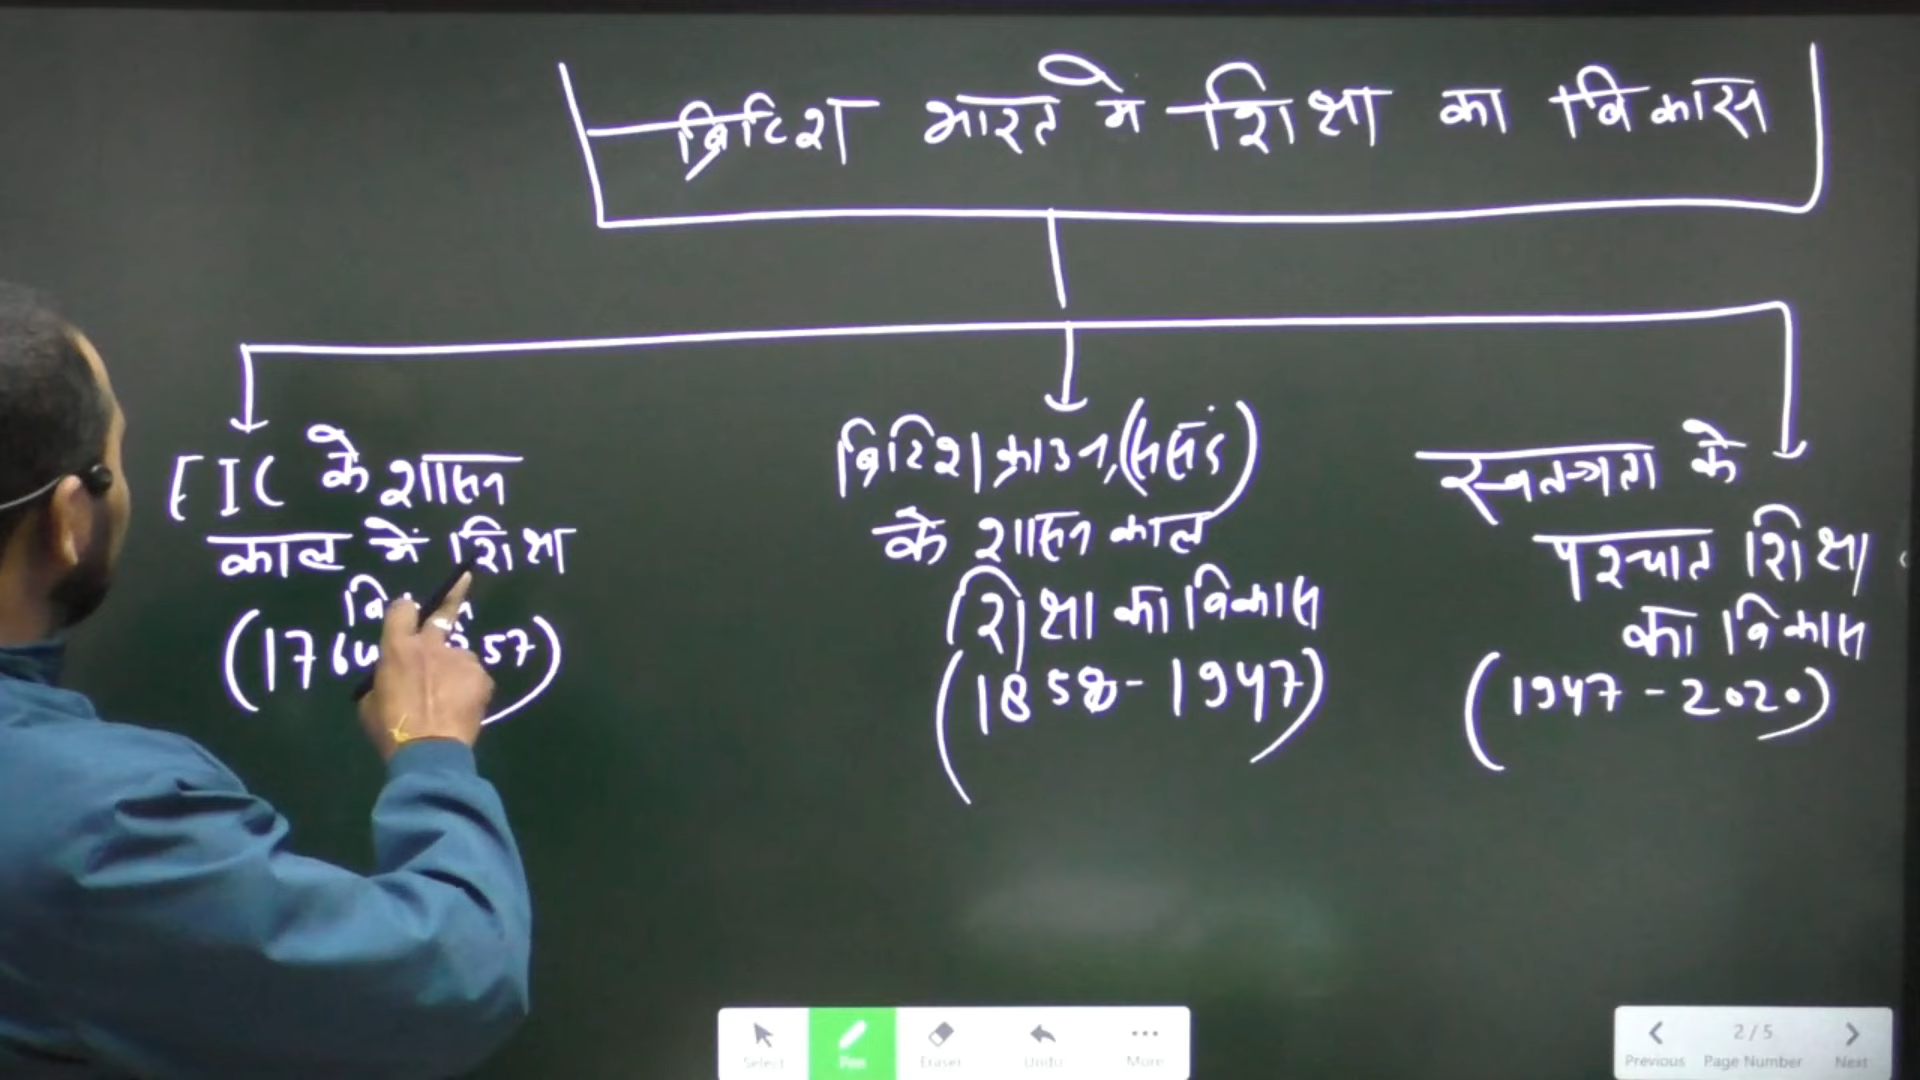 ब्रिटिश भारत में शिक्षा का विकास
EIC के शासन
काल में शिक्षा
ब्रिटिश क्राउन,(संसद)
के शासन काल
शिक्षा का विकास
(1858-1947)
स्वतन्त्रता के
पश्चात शिक्षा
का विकास
(1947-2020)
Select Pen Eraser Undo More
2/5
Previous Page Number Next